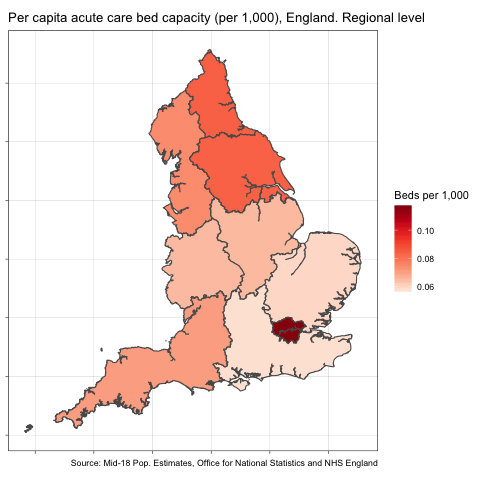 Per capita acute care bed capacity (per 1,000), England. Regional level
Beds per 1,000
0.10
0.08
0.06
Source: Mid-18 Pop. Estimates, Office for National Statistics and NHS England